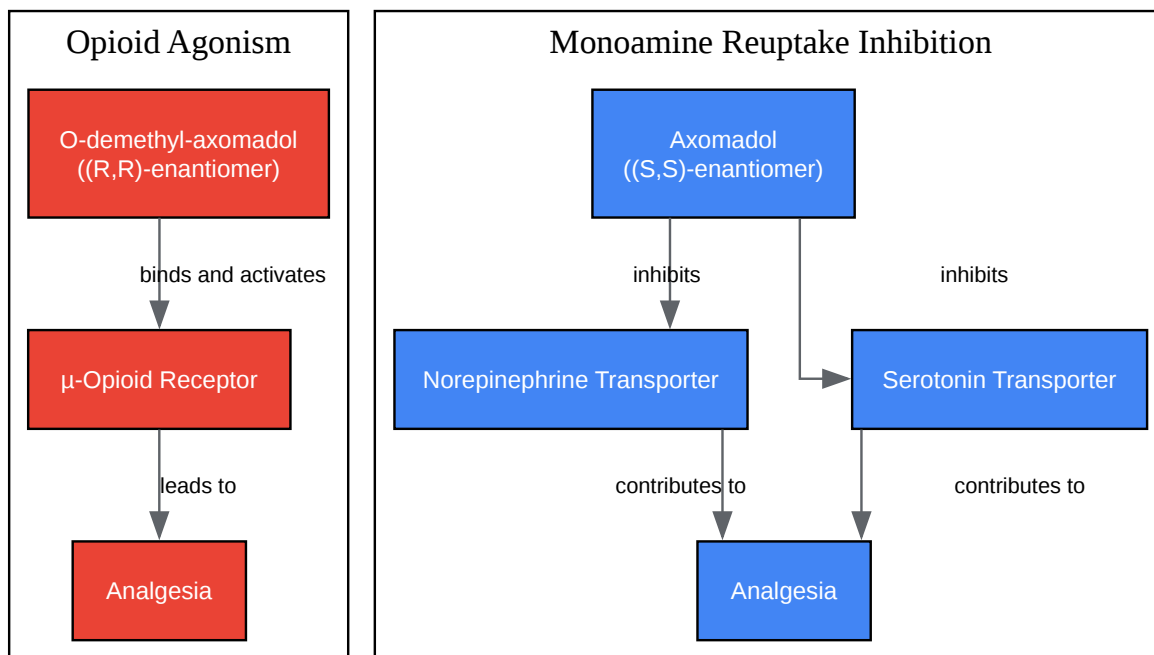 Opioid Agonism
O-demethyl-axomadol
((R,R)-enantiomer)
binds and activates
µ-Opioid Receptor
leads to
Analgesia
Monoamine Reuptake Inhibition
Axomadol
((S,S)-enantiomer)
inhibits
inhibits
Norepinephrine Transporter
Serotonin Transporter
contributes to
contributes to
Analgesia